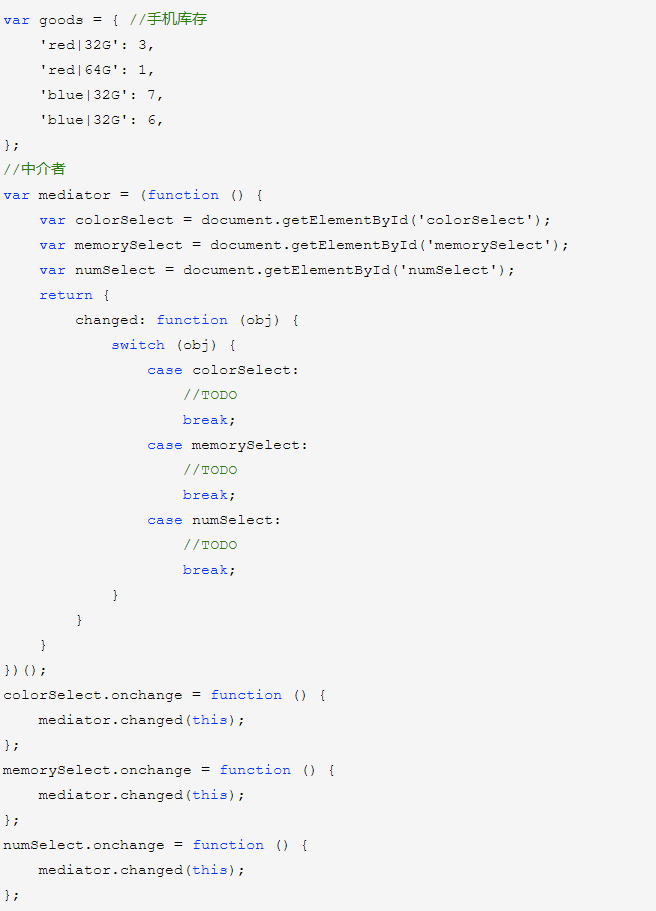 var goods = { //手机库存
    'red|32G': 3,
    'red|64G': 1,
    'blue|32G': 7,
    'blue|32G': 6,
};
//中介者
var mediator = (function () {
    var colorSelect = document.getElementById('colorSelect');
    var memorySelect = document.getElementById('memorySelect');
    var numSelect = document.getElementById('numSelect');
    return {
        changed: function (obj) {
            switch (obj) {
                case colorSelect:
                    //TODO
                    break;
                case memorySelect:
                    //TODO
                    break;
                case numSelect:
                    //TODO
                    break;
            }
        }
    }
})();
colorSelect.onchange = function () {
    mediator.changed(this);
};
memorySelect.onchange = function () {
    mediator.changed(this);
};
numSelect.onchange = function () {
    mediator.changed(this);
};